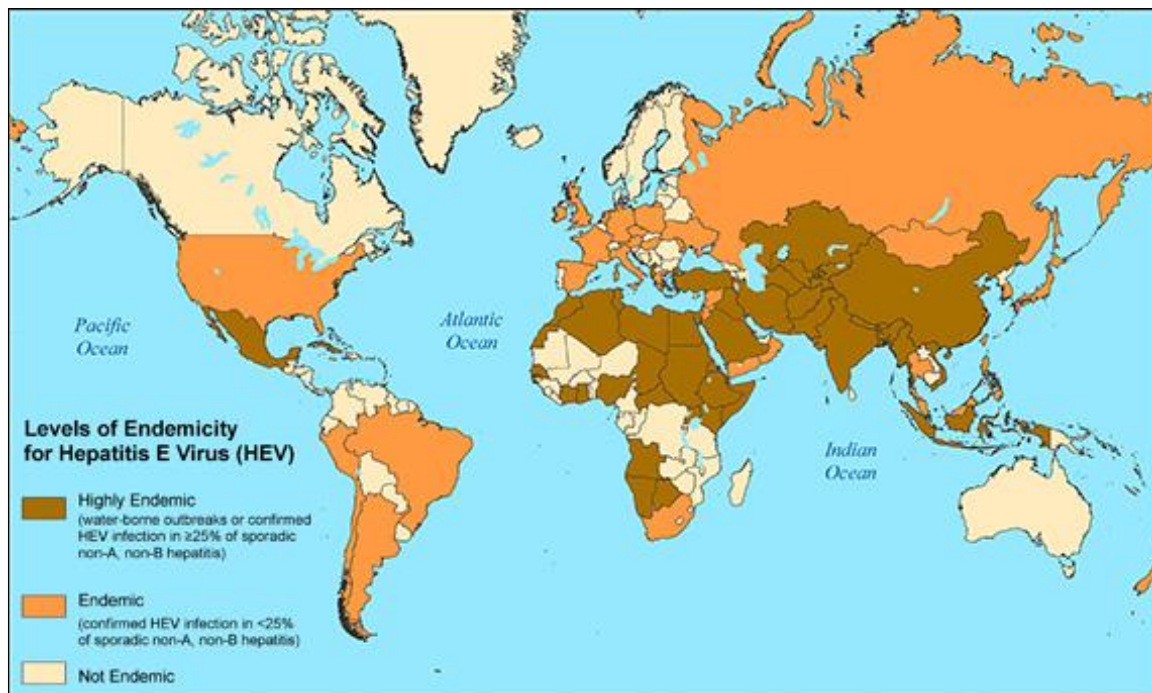 Pacific
Ocean
Atlantic
Ocean
Indian
Ocean
Levels of Endemicity
for Hepatitis E Virus (HEV)
Highly Endemic
(water-borne outbreaks or confirmed
HEV infection in ≥25% of sporadic
non-A, non-B hepatitis)
Endemic
(confirmed HEV infection in <25%
of sporadic non-A, non-B hepatitis)
Not Endemic